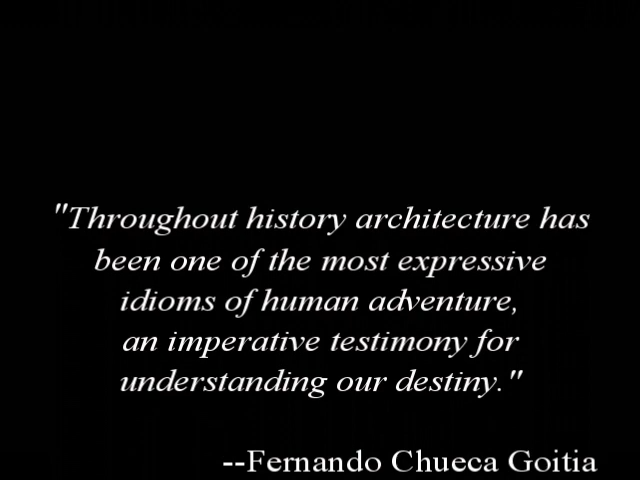 "Throughout history architecture has
been one of the most expressive
idioms of human adventure,
an imperative testimony for
understanding our destiny."
--Fernando Chueca Goitia